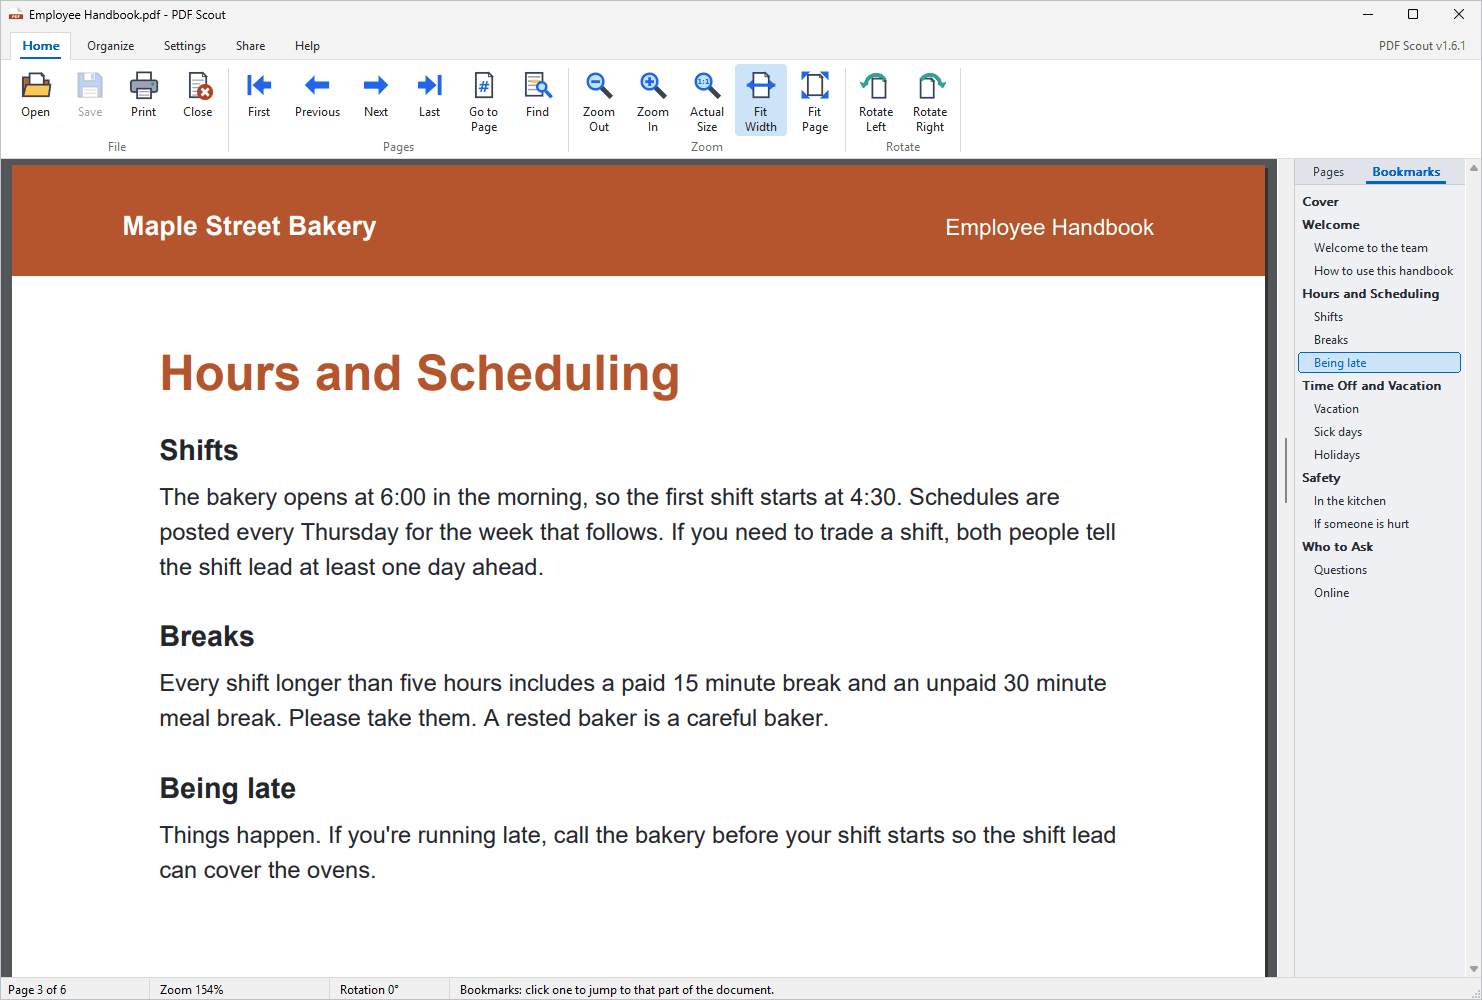 Employee Handbook.pdf - PDF Scout
Home Organize Settings Share Help PDF Scout v1.6.1
Open Save Print Close
File
First Previous Next Last Go to Page Find
Pages
Zoom Out Zoom In Actual Size Fit Width Fit Page
Zoom
Rotate Left Rotate Right
Rotate
Maple Street Bakery Employee Handbook
Hours and Scheduling
Shifts
The bakery opens at 6:00 in the morning, so the first shift starts at 4:30. Schedules are
posted every Thursday for the week that follows. If you need to trade a shift, both people tell
the shift lead at least one day ahead.
Breaks
Every shift longer than five hours includes a paid 15 minute break and an unpaid 30 minute
meal break. Please take them. A rested baker is a careful baker.
Being late
Things happen. If you're running late, call the bakery before your shift starts so the shift lead
can cover the ovens.
Pages Bookmarks
Cover
Welcome
Welcome to the team
How to use this handbook
Hours and Scheduling
Shifts
Breaks
Being late
Time Off and Vacation
Vacation
Sick days
Holidays
Safety
In the kitchen
If someone is hurt
Who to Ask
Questions
Online
Page 3 of 6 Zoom 154% Rotation 0° Bookmarks: click one to jump to that part of the document.